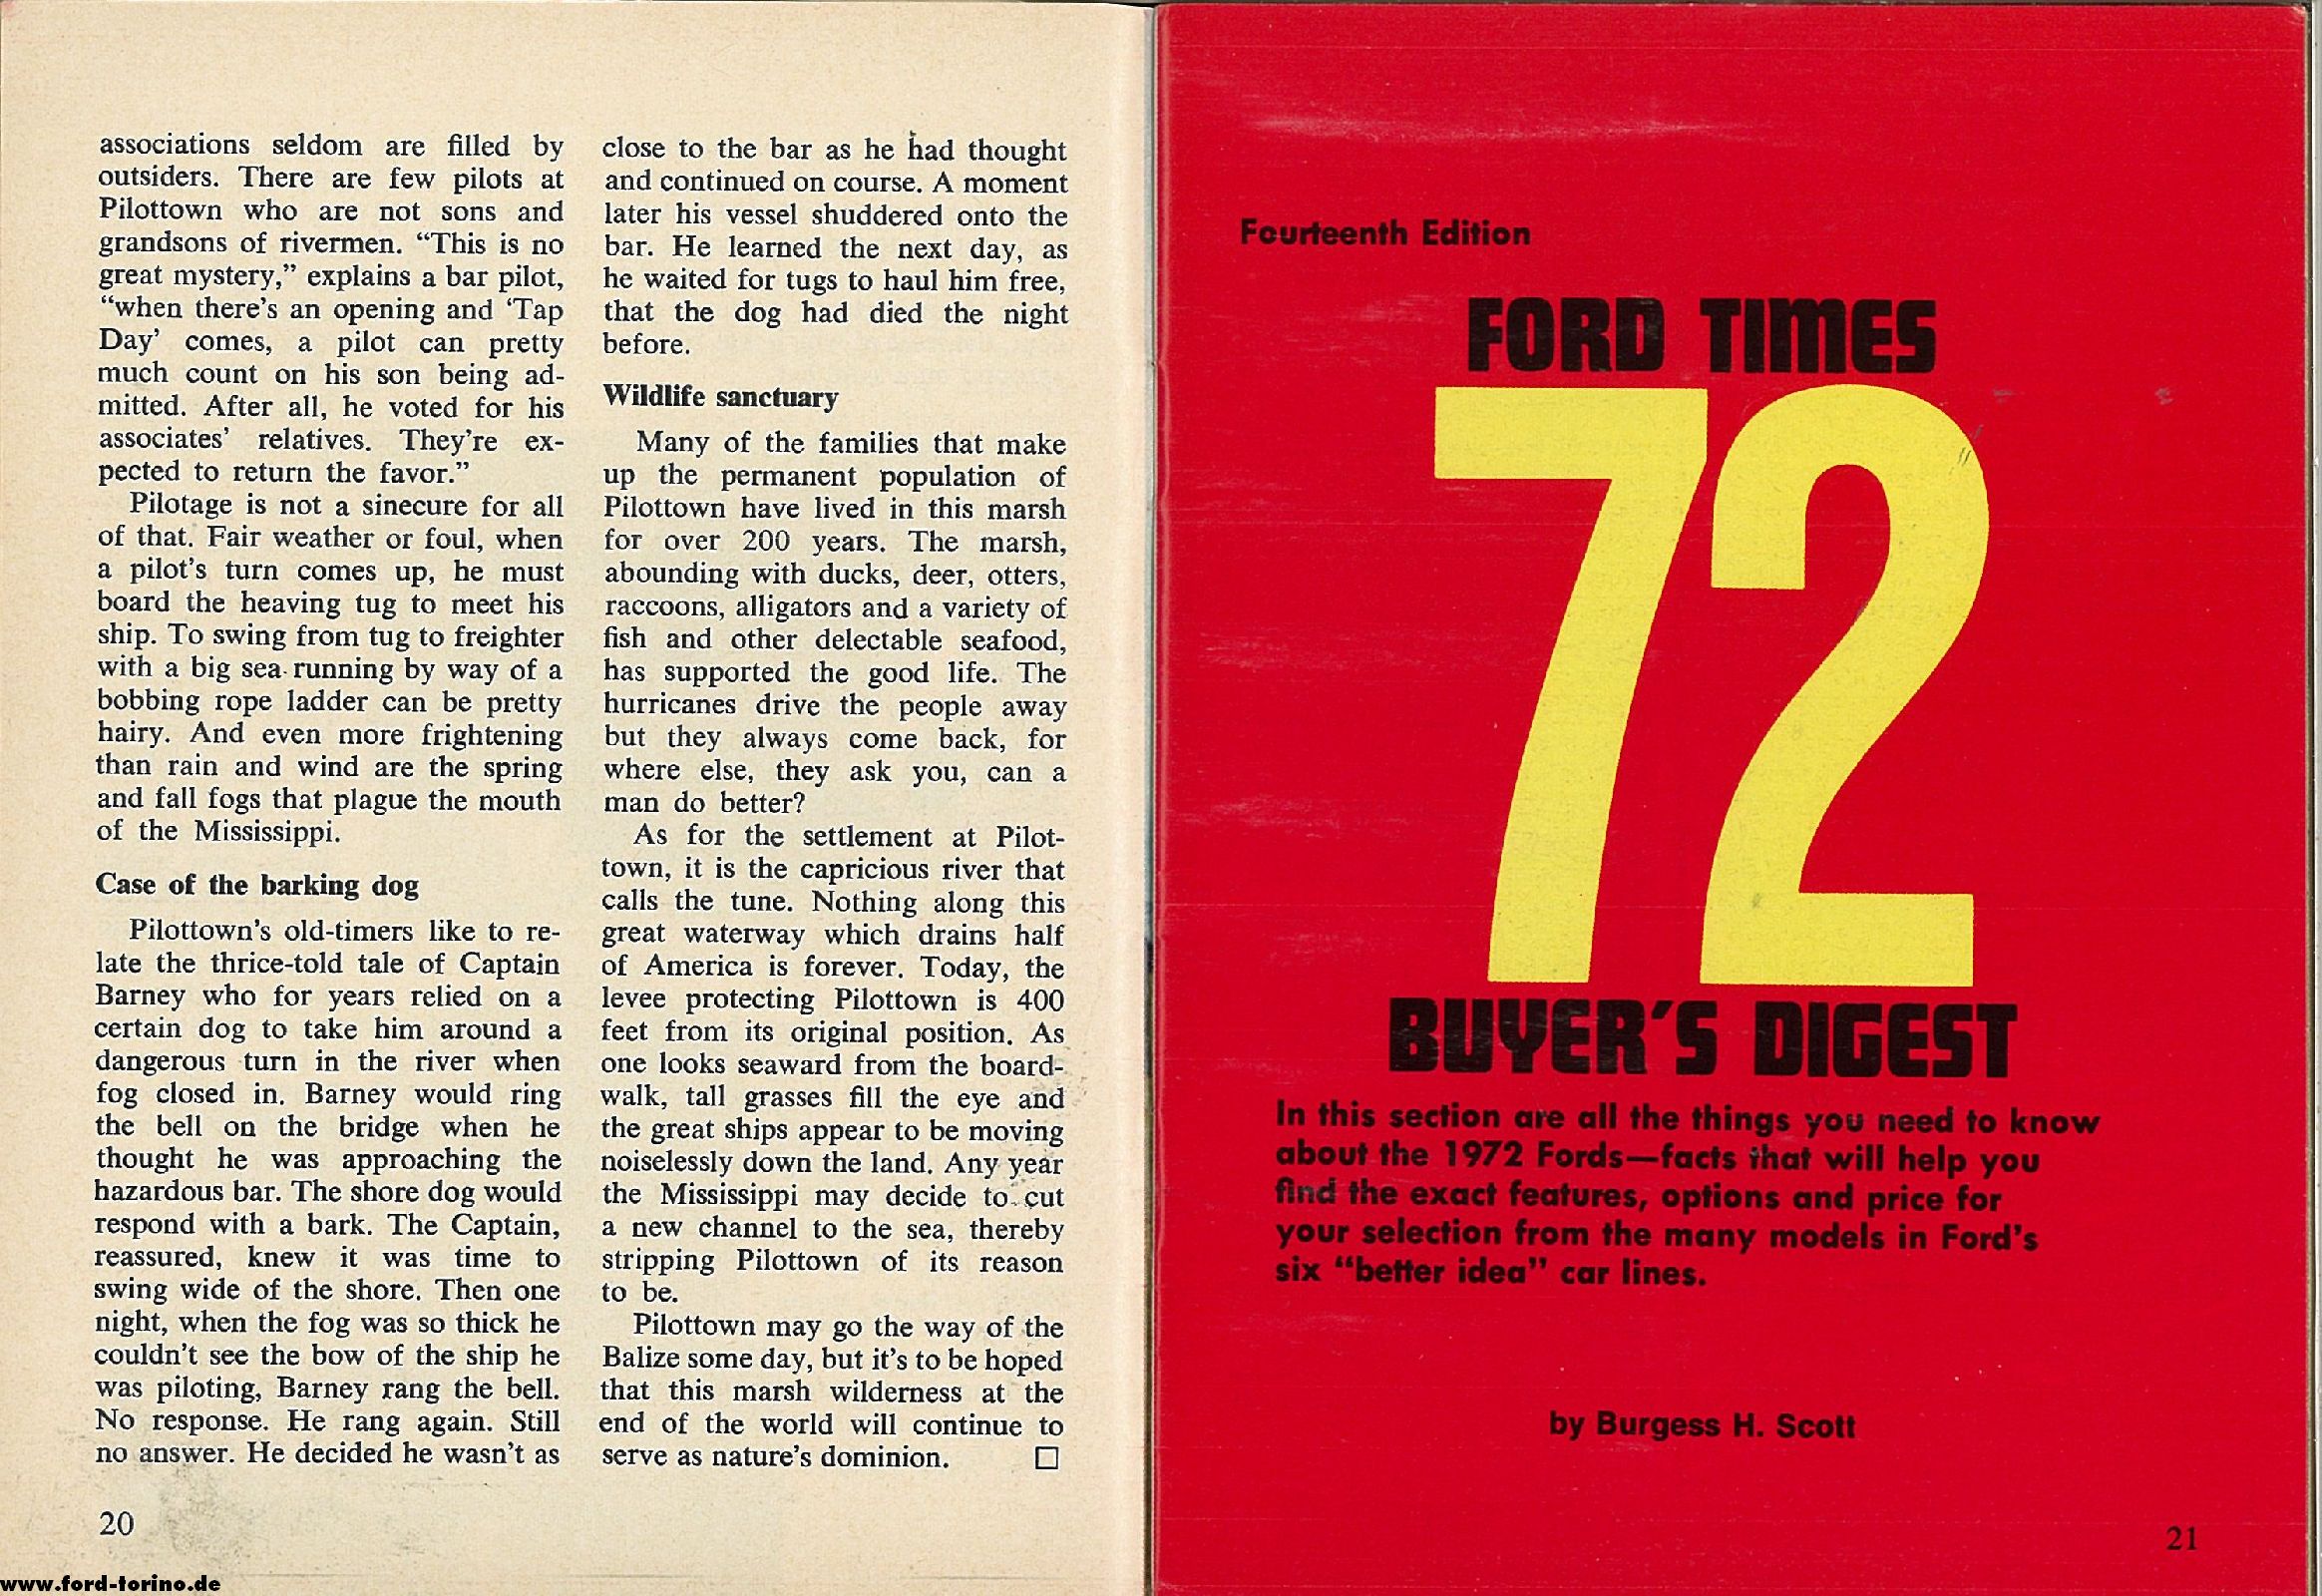 associations seldom are filled by
outsiders. There are few pilots at
Pilottown who are not sons and
grandsons of rivermen. “This is no
great mystery,” explains a bar pilot,
“when there’s an opening and ‘Tap
Day’ comes, a pilot can pretty
much count on his son being ad-
mitted. After all, he voted for his
associates’ relatives. They’re ex-
pected to return the favor.”
Pilotage is not a sinecure for all
of that. Fair weather or foul, when
a pilot’s turn comes up, he must
board the heaving tug to meet his
ship. To swing from tug to freighter
with a big sea running by way of a
bobbing rope ladder can be pretty
hairy. And even more frightening
than rain and wind are the spring
and fall fogs that plague the mouth
of the Mississippi.
Case of the barking dog
Pilottown’s old-timers like to re-
late the thrice-told tale of Captain
Barney who for years relied on a
certain dog to take him around a
dangerous turn in the river when
fog closed in. Barney would ring
the bell on the bridge when he
thought he was approaching the
hazardous bar. The shore dog would
respond with a bark. The Captain,
reassured, knew it was time to
swing wide of the shore. Then one
night, when the fog was so thick he
couldn’t see the bow of the ship he
was piloting, Barney rang the bell.
No response. He rang again. Still
no answer. He decided he wasn’t as
close to the bar as he had thought
and continued on course. A moment
later his vessel shuddered onto the
bar. He learned the next day, as
he waited for tugs to haul him free,
that the dog had died the night
before.
Wildlife sanctuary
Many of the families that make
up the permanent population of
Pilottown have lived in this marsh
for over 200 years. The marsh,
abounding with ducks, deer, otters,
raccoons, alligators and a variety of
fish and other delectable seafood,
has supported the good life. The
hurricanes drive the people away
but they always come back, for
where else, they ask you, can a
man do better?
As for the settlement at Pilot-
town, it is the capricious river that
calls the tune. Nothing along this
great waterway which drains half
of America is forever. Today, the
levee protecting Pilottown is 400
feet from its original position. As
one looks seaward from the board-
walk, tall grasses fill the eye and
the great ships appear to be moving
noiselessly down the land. Any year
the Mississippi may decide to cut
a new channel to the sea, thereby
stripping Pilottown of its reason
to be.
Pilottown may go the way of the
Balize some day, but it’s to be hoped
that this marsh wilderness at the
end of the world will continue to
serve as nature’s dominion. □
20
www.ford-torino.de
Fourteenth Edition
FORD TIMES
72
BUYER’S DIGEST
In this section are all the things you need to know
about the 1972 Fords—facts that will help you
find the exact features, options and price for
your selection from the many models in Ford’s
six “better idea” car lines.
by Burgess H. Scott
21